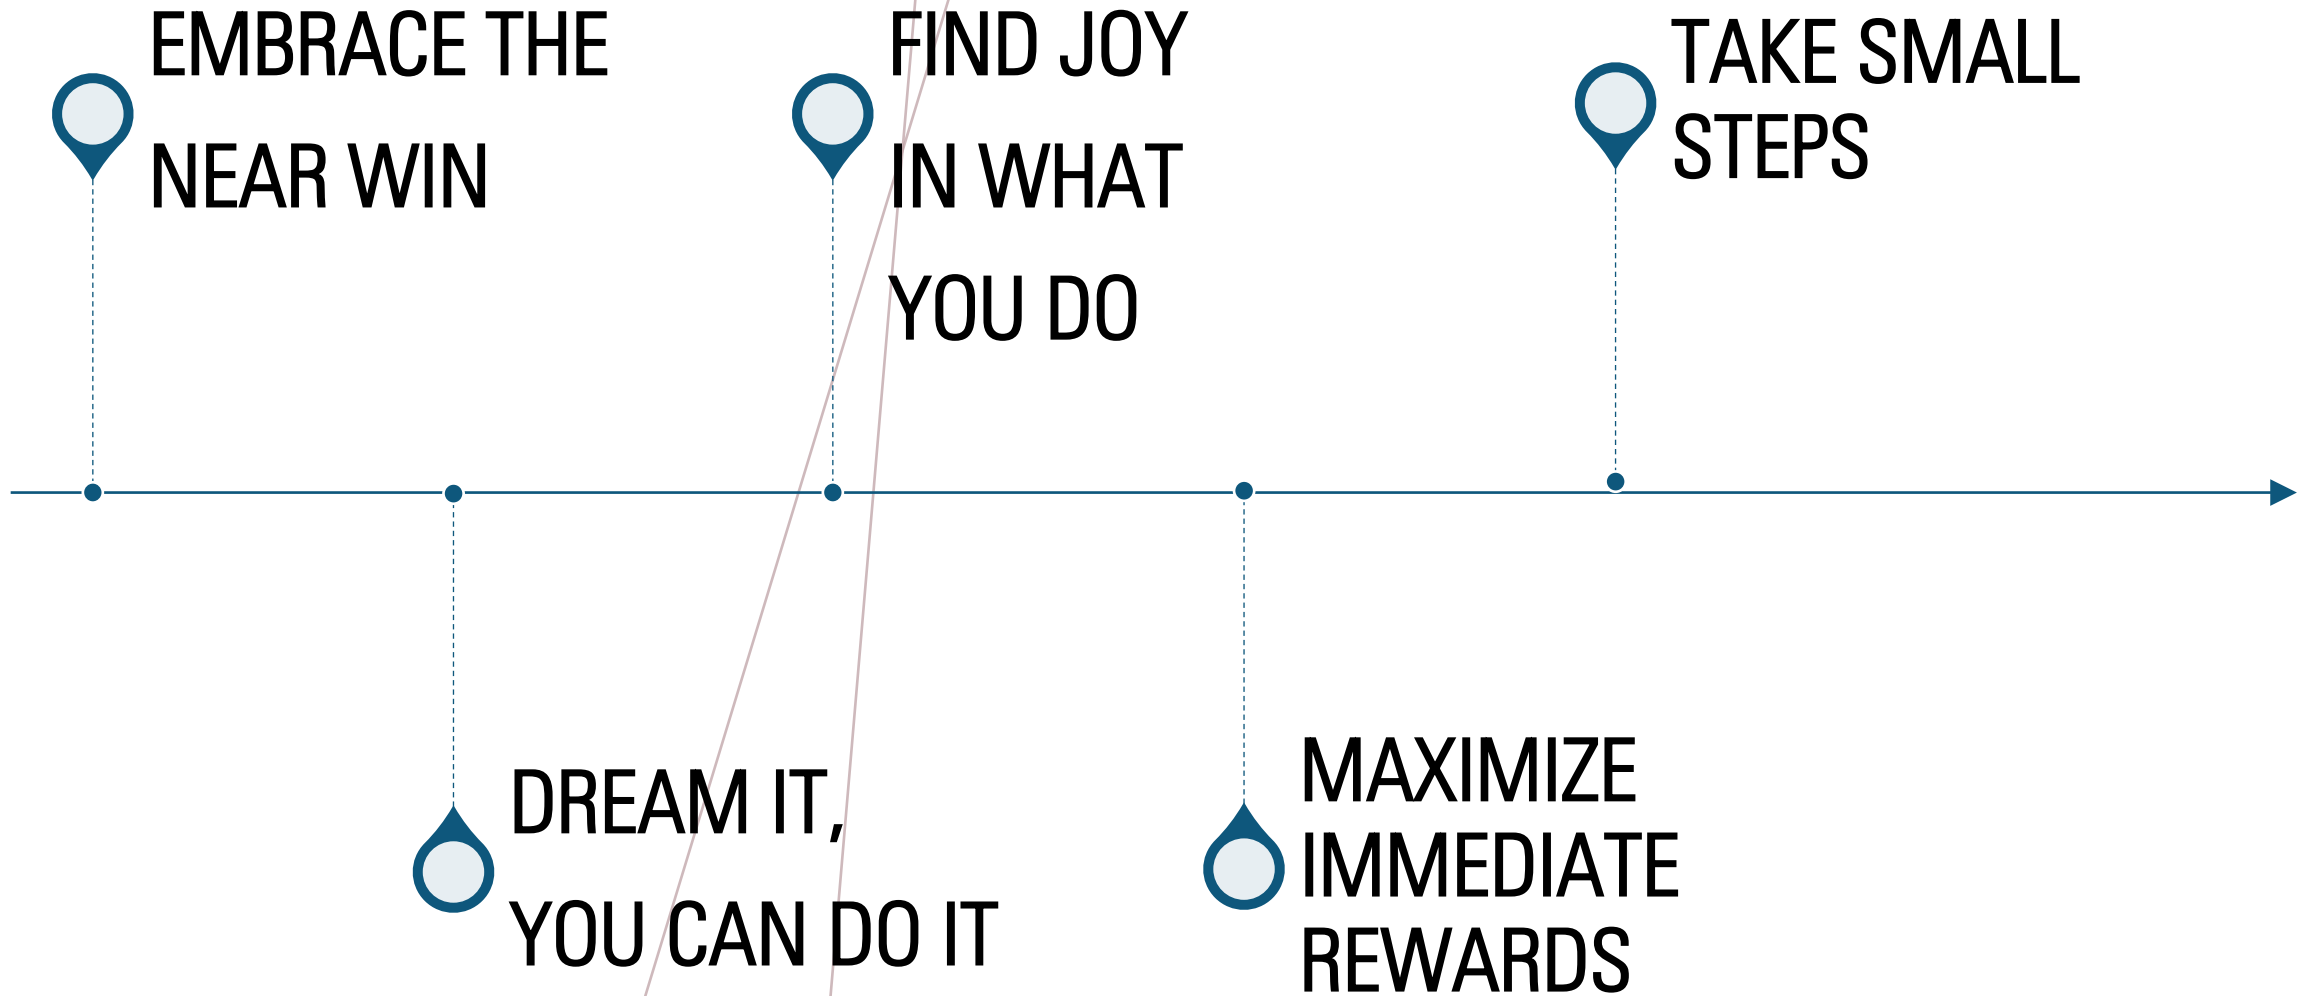 EMBRACE THE
NEAR WIN
DREAM IT,
YOU CAN DO IT
FIND JOY
IN WHAT
YOU DO
MAXIMIZE
IMMEDIATE
REWARDS
TAKE SMALL
STEPS